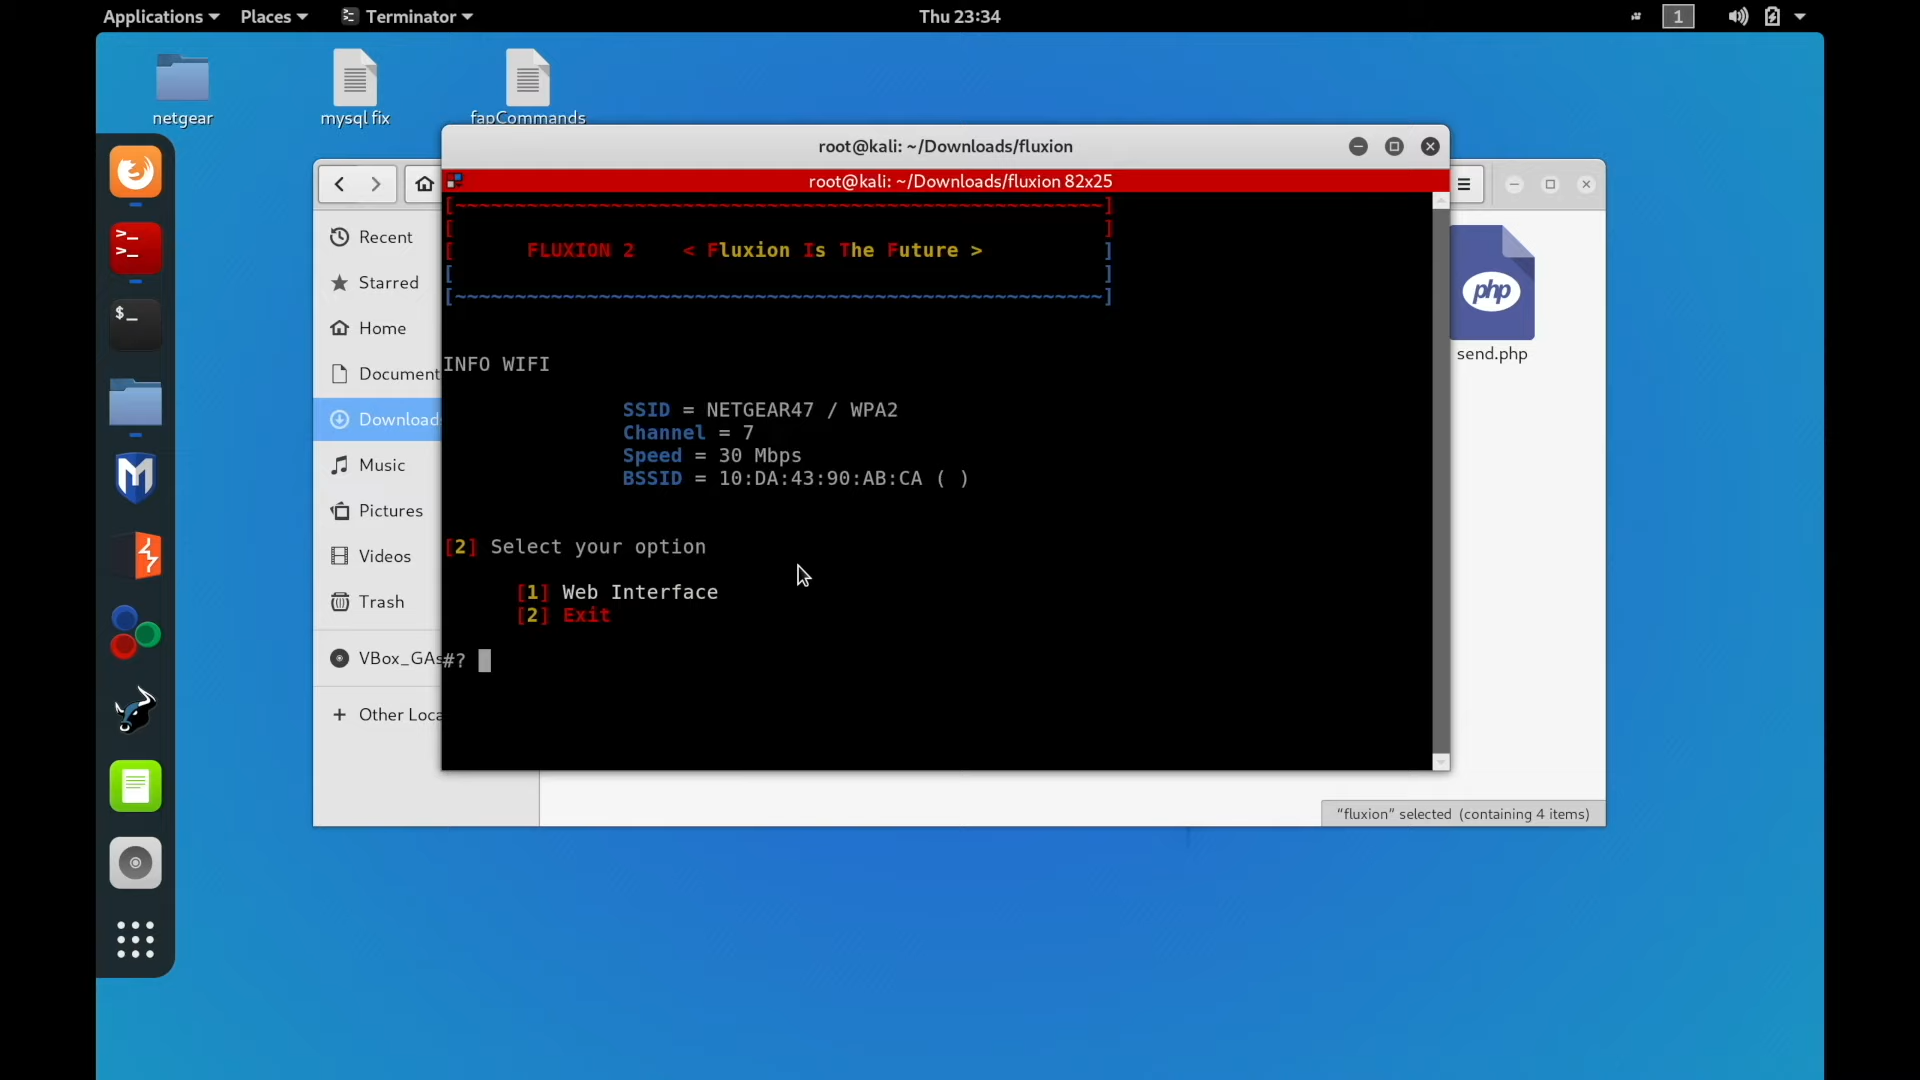 Applications Places Terminator Thu 23:34 1
netgear mysql fix fapCommands
root@kali: ~/Downloads/fluxion
root@kali: ~/Downloads/fluxion 82x25
[~~~~~~~~~~~~~~~~~~~~~~~~~~~~~~~~~~~~~~~~~~~~~~~~~~~~~~]
[ ]
[ FLUXION 2 < Fluxion Is The Future > ]
[ ]
[~~~~~~~~~~~~~~~~~~~~~~~~~~~~~~~~~~~~~~~~~~~~~~~~~~~~~~]
INFO WIFI
SSID = NETGEAR47 / WPA2
Channel = 7
Speed = 30 Mbps
BSSID = 10:DA:43:90:AB:CA ( )
[2] Select your option
[1] Web Interface
[2] Exit
#?
Recent
Starred
Home
Document
Download
Music
Pictures
Videos
Trash
VBox_GAs
+ Other Loca
php
send.php
"fluxion" selected (containing 4 items)
>_
>_
$_
M